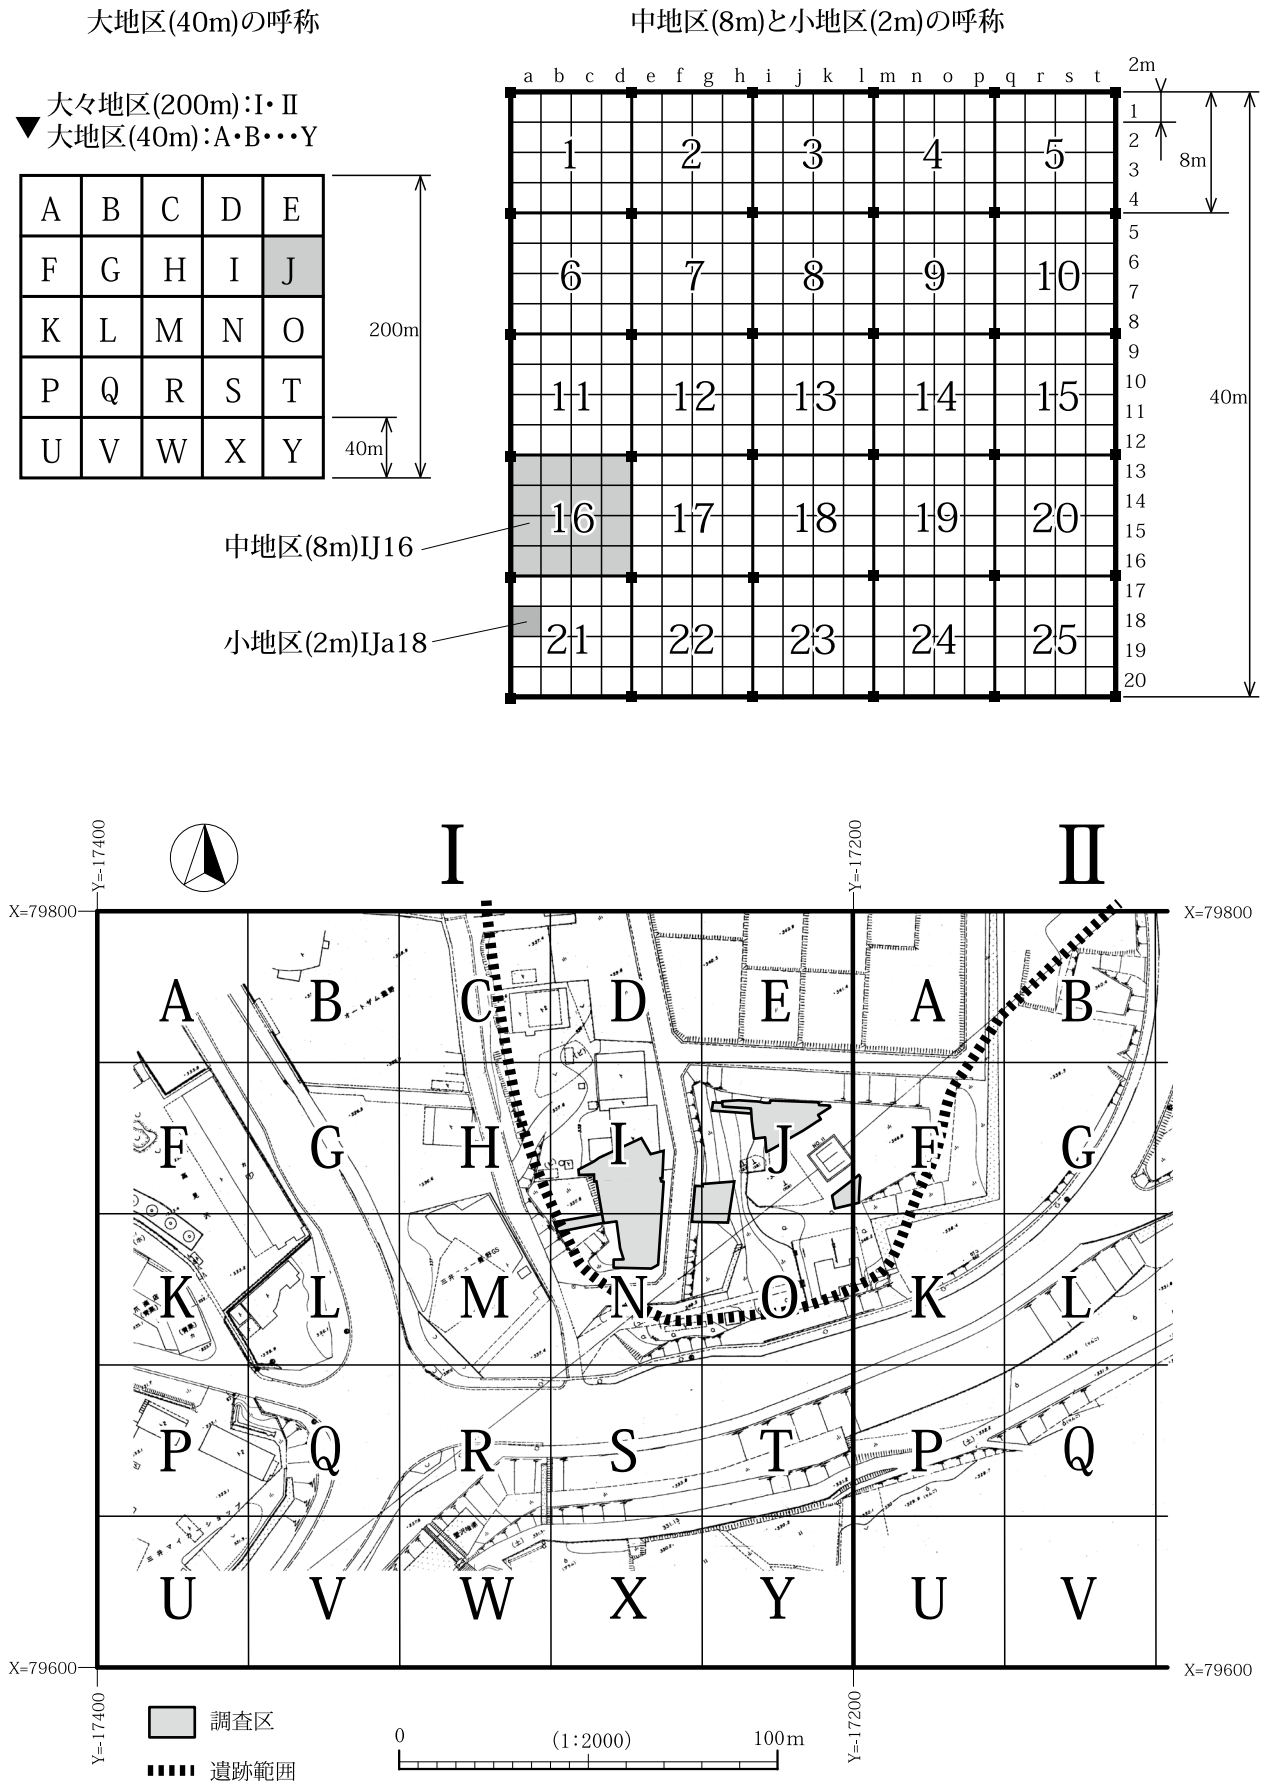 大地区(40m)の呼称
中地区(8m)と小地区(2m)の呼称
▼
大々地区(200m):Ⅰ・Ⅱ
大地区(40m):A・B・・・Y
A B C D E
F G H I J
K L M N O
P Q R S T
U V W X Y
200m
40m
中地区(8m)IJ16
小地区(2m)IJa18
a b c d e f g h i j k l m n o p q r s t
2m
8m
40m
1
2
3
4
5
6
7
8
9
10
11
12
13
14
15
16
17
18
19
20
1 2 3 4 5
6 7 8 9 10
11 12 13 14 15
16 17 18 19 20
21 22 23 24 25
Y=-17400
Ⅰ
Y=-17200
Ⅱ
X=79800
X=79800
A B C D E A B
F G H I J F G
K L M N O K L
P Q R S T P Q
U V W X Y U V
X=79600
X=79600
Y=-17400
Y=-17200
調査区
遺跡範囲
0 (1:2000) 100m